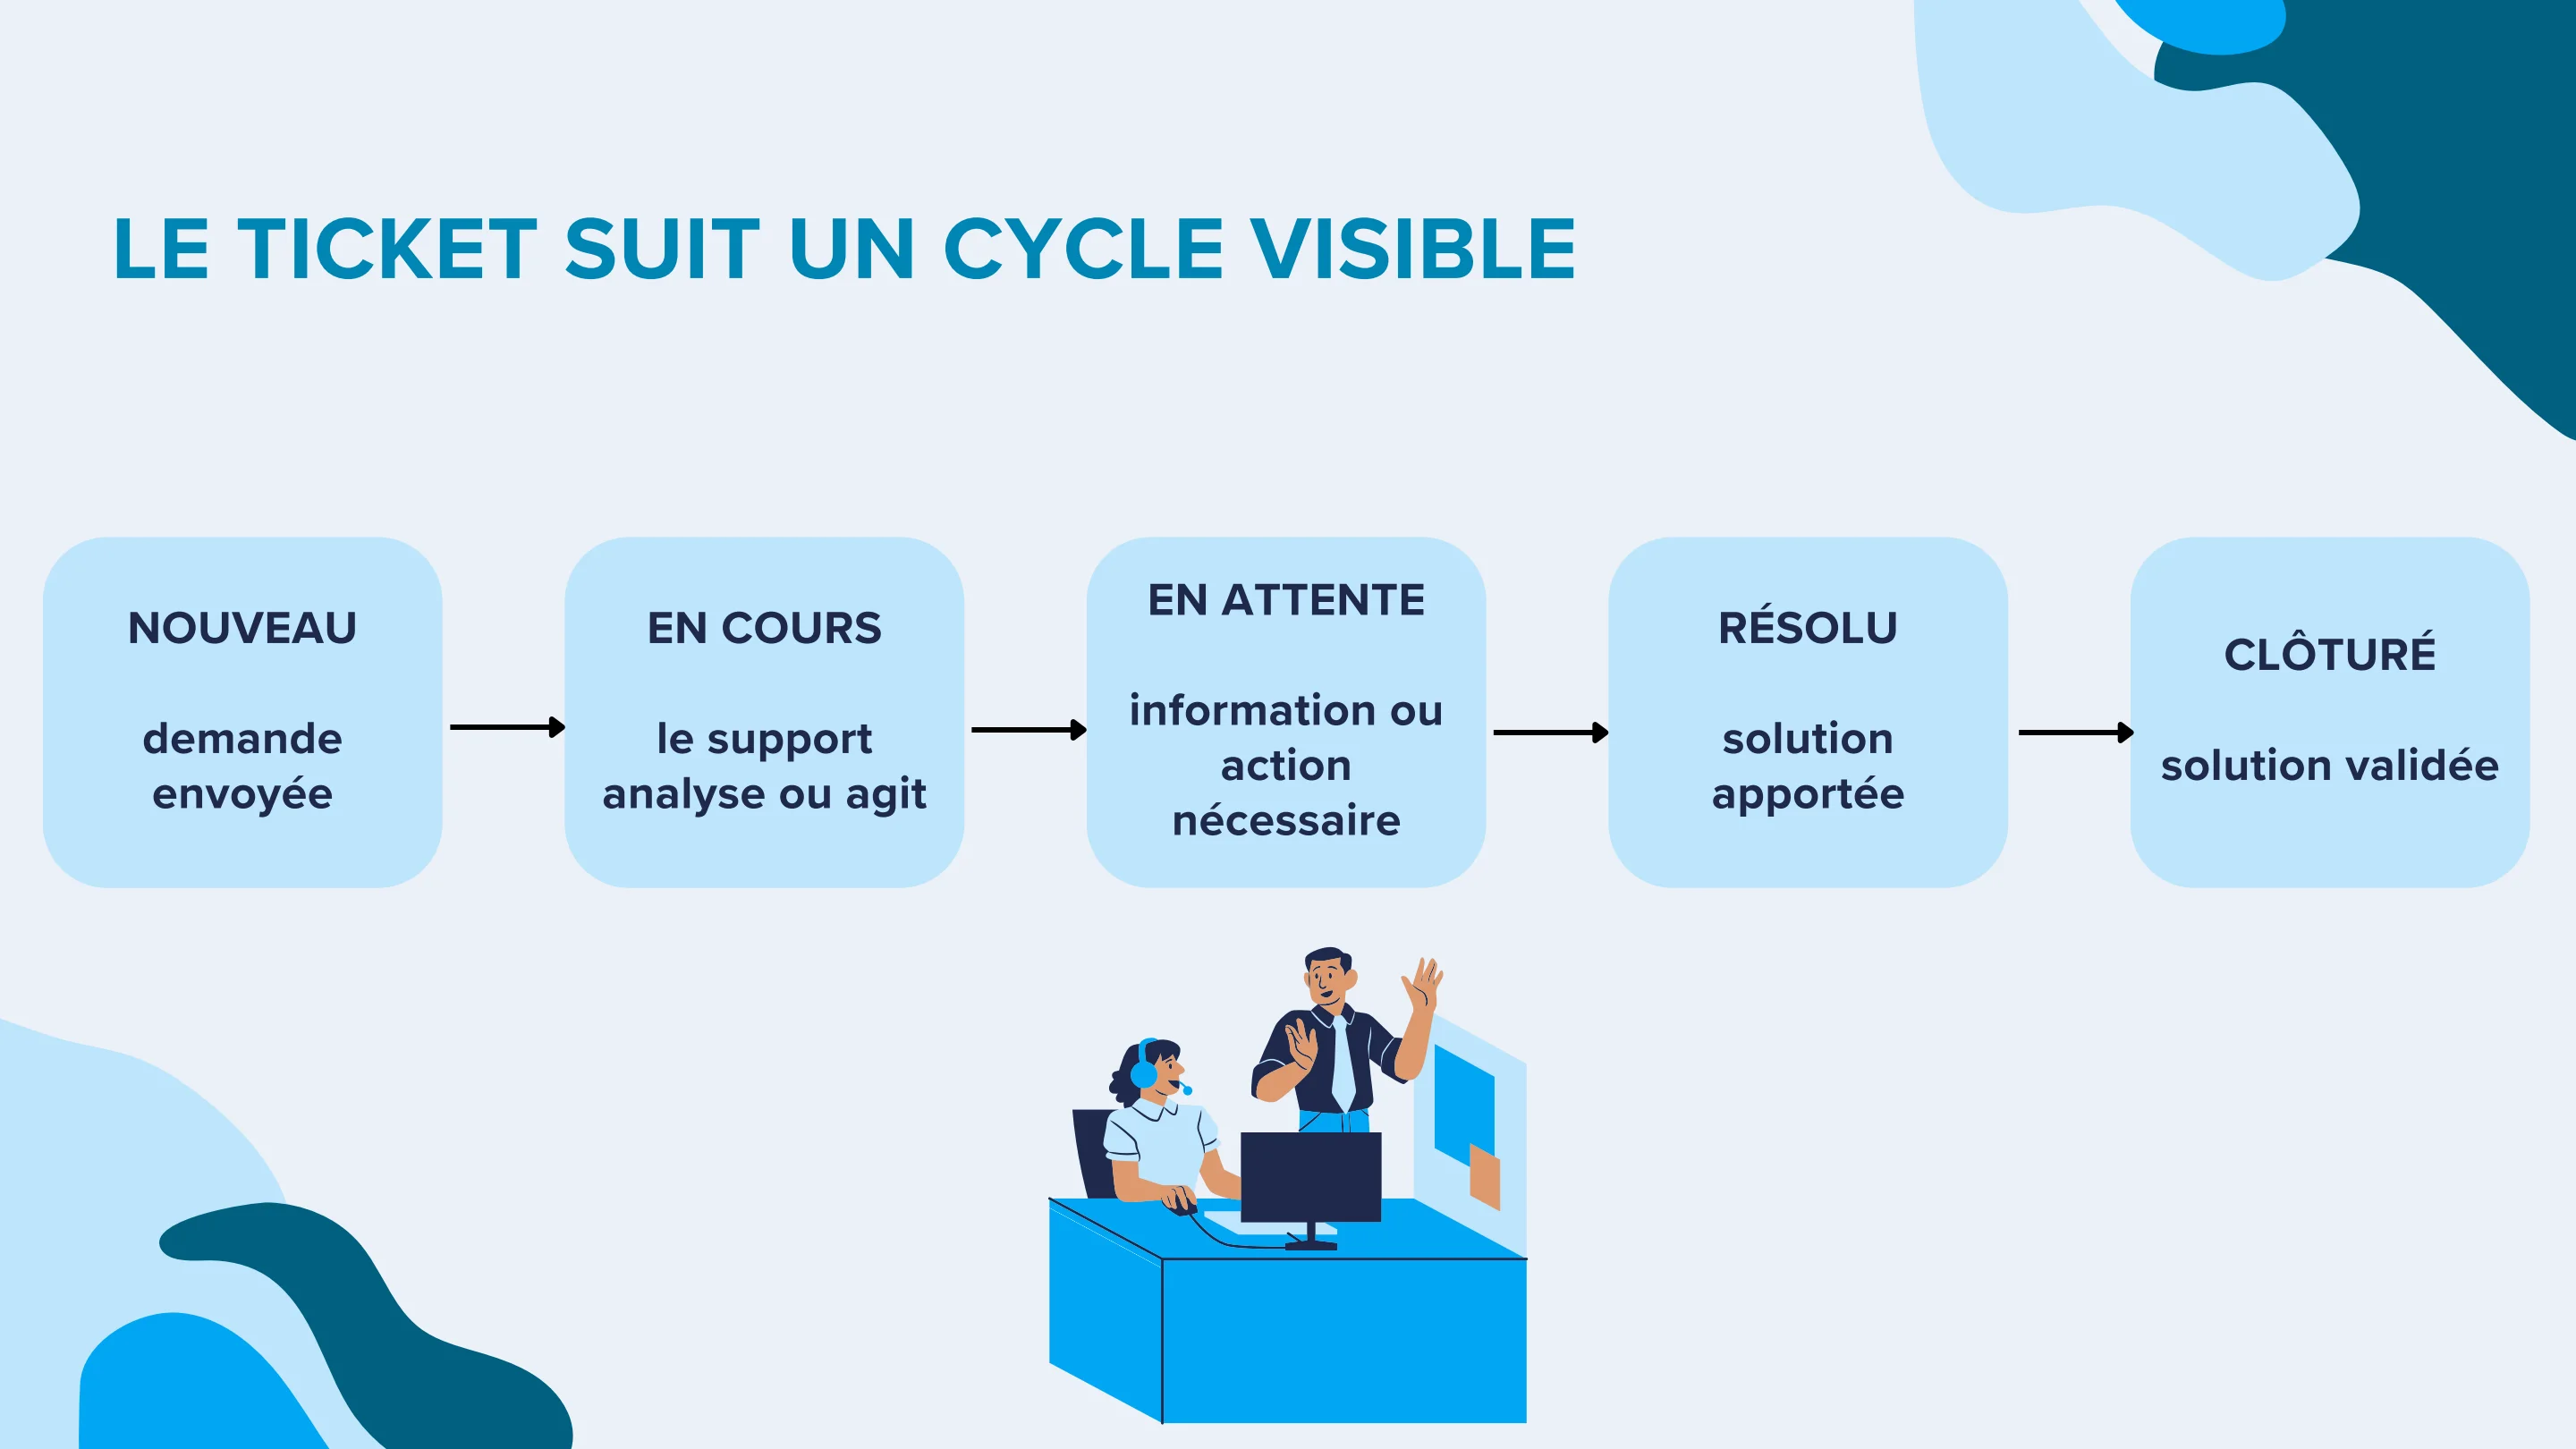 LE TICKET SUIT UN CYCLE VISIBLE
NOUVEAU
demande
envoyée
EN COURS
le support
analyse ou agit
EN ATTENTE
information ou
action
nécessaire
RÉSOLU
solution
apportée
CLÔTURÉ
solution validée